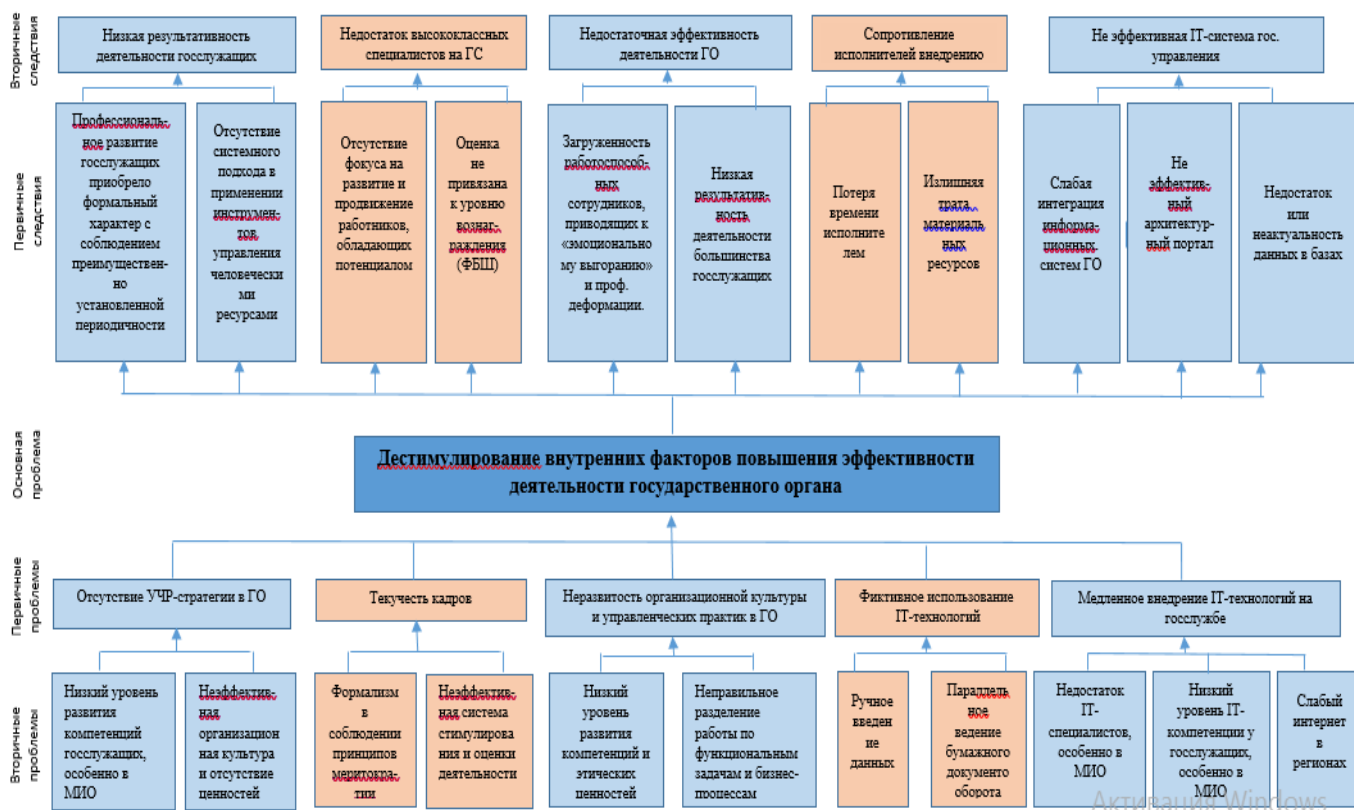 Вторичные
следствия
Низкая результативность
деятельности госслужащих
Недостаток высококлассных
специалистов на ГС
Недостаточная эффективность
деятельности ГО
Сопротивление
исполнителей внедрению
Не эффективная IT-система гос.
управления
Первичные
следствия
Профессиональ-
ное развитие
госслужащих
приобрело
формальный
характер с
соблюдением
преимуществен-
но
установленной
периодичности
Отсутствие
системного
подхода в
применении
инструмен-
тов
управления
человечески
ми
ресурсами
Отсутствие
фокуса на
развитие и
продвижение
работников,
обладающих
потенциалом
Оценка
не
привязана
к уровню
вознаг-
раждения
(ФБШ)
Загруженность
работоспособ-
ных
сотрудников,
приводящих к
«эмоционально
му выгоранию»
и проф.
деформации.
Низкая
результатив-
ность
деятельности
большинства
госслужащих
Потеря
времени
исполните
лем
Излишняя
трата
материаль
ных
ресурсов
Слабая
интеграция
информа-
ционных
систем ГО
Не
эффектив-
ный
архитектур-
ный портал
Недостаток
или
неактуальность
данных в базах
Основная
проблема
Дестимулирование внутренних факторов повышения эффективности
деятельности государственного органа
Первичные
проблемы
Отсутствие УЧР-стратегии в ГО
Текучесть кадров
Неразвитость организационной культуры
и управленческих практик в ГО
Фиктивное использование
IT-технологий
Медленное внедрение IT-технологий на
госслужбе
Вторичные
проблемы
Низкий уровень
развития
компетенций
госслужащих,
особенно в
МИО
Неэффектив-
ная
организацион
ная культура
и отсутствие
ценностей
Формализм
в
соблюдении
принципов
меритокра-
тии
Неэффектив-
ная система
стимулирова
ния и оценки
деятельности
Низкий
уровень
развития
компетенций и
этических
ценностей
Неправильное
разделение
работы по
функциональным
задачам и бизнес-
процессам
Ручное
введен
ие
данных
Параллель
ное
ведение
бумажного
документо
оборота
Недостаток
IT-
специалистов,
особенно в
МИО
Низкий
уровень IT-
компетенции у
госслужащих,
особенно в
МИО
Слабый
интернет
в
регионах
Активация Windows